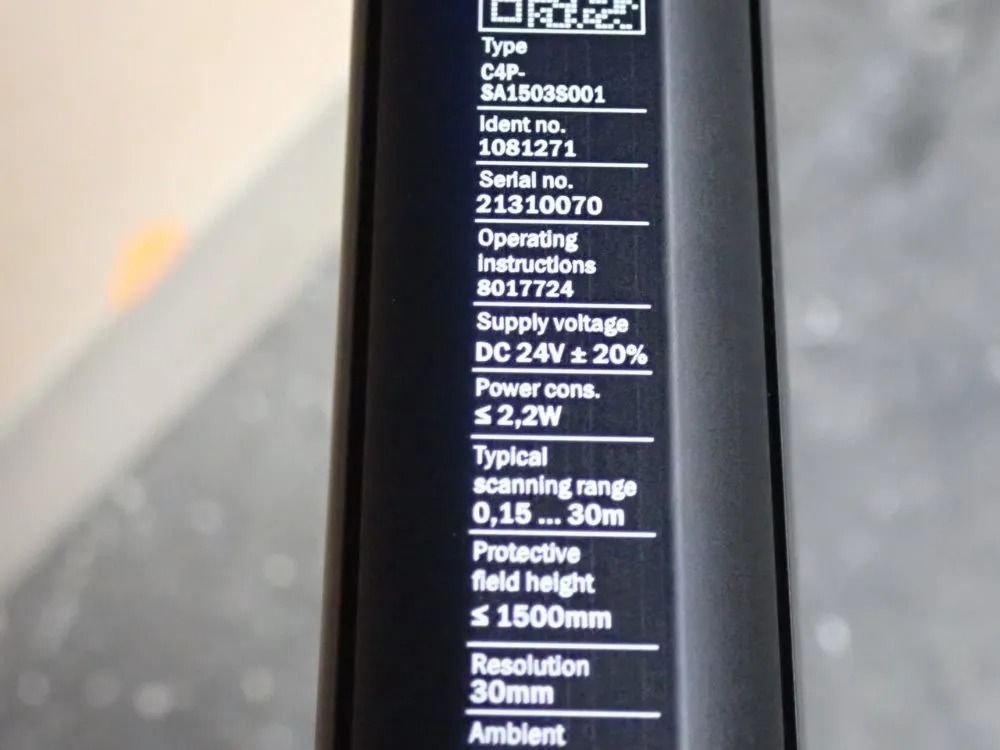 Type
C4P-
SA1503S001
Ident no.
1081271
Serial no.
21310070
Operating
instructions
8017724
Supply voltage
DC 24V ± 20%
Power cons.
≤ 2,2W
Typical
scanning range
0,15 ... 30m
Protective
field height
≤ 1500mm
Resolution
30mm
Ambient